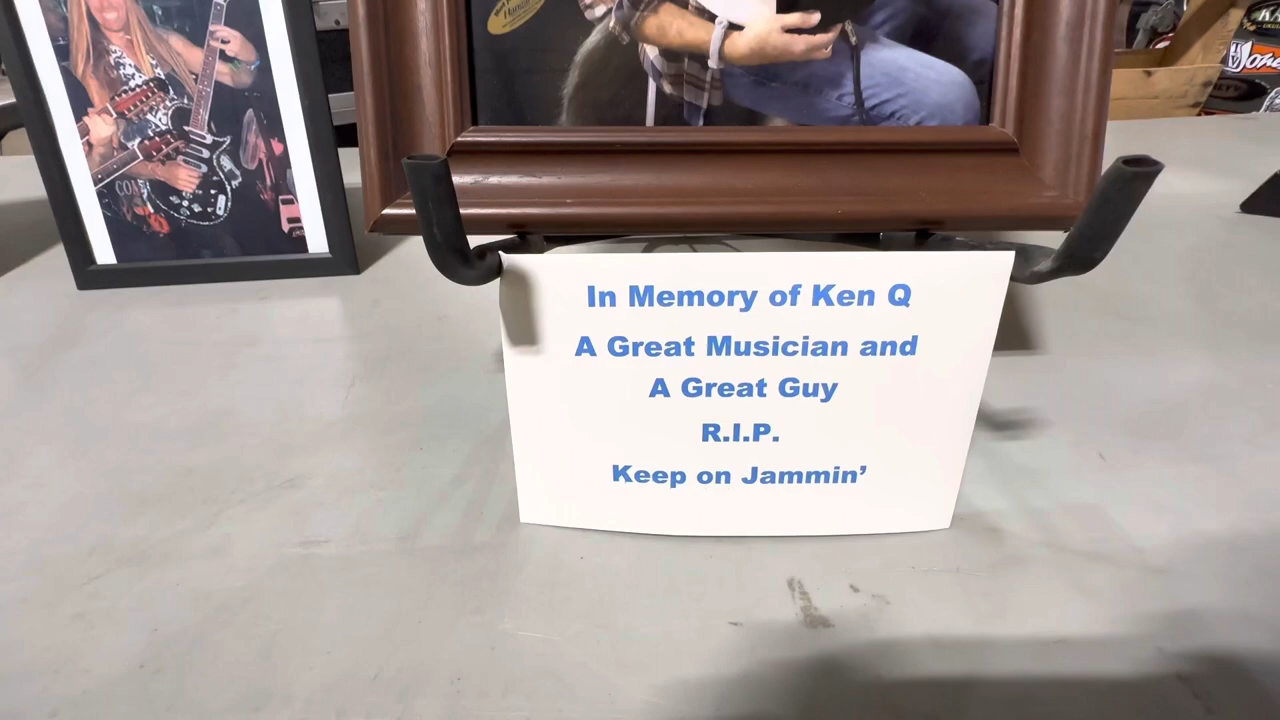 In Memory of Ken Q
A Great Musician and
A Great Guy
R.I.P.
Keep on Jammin’